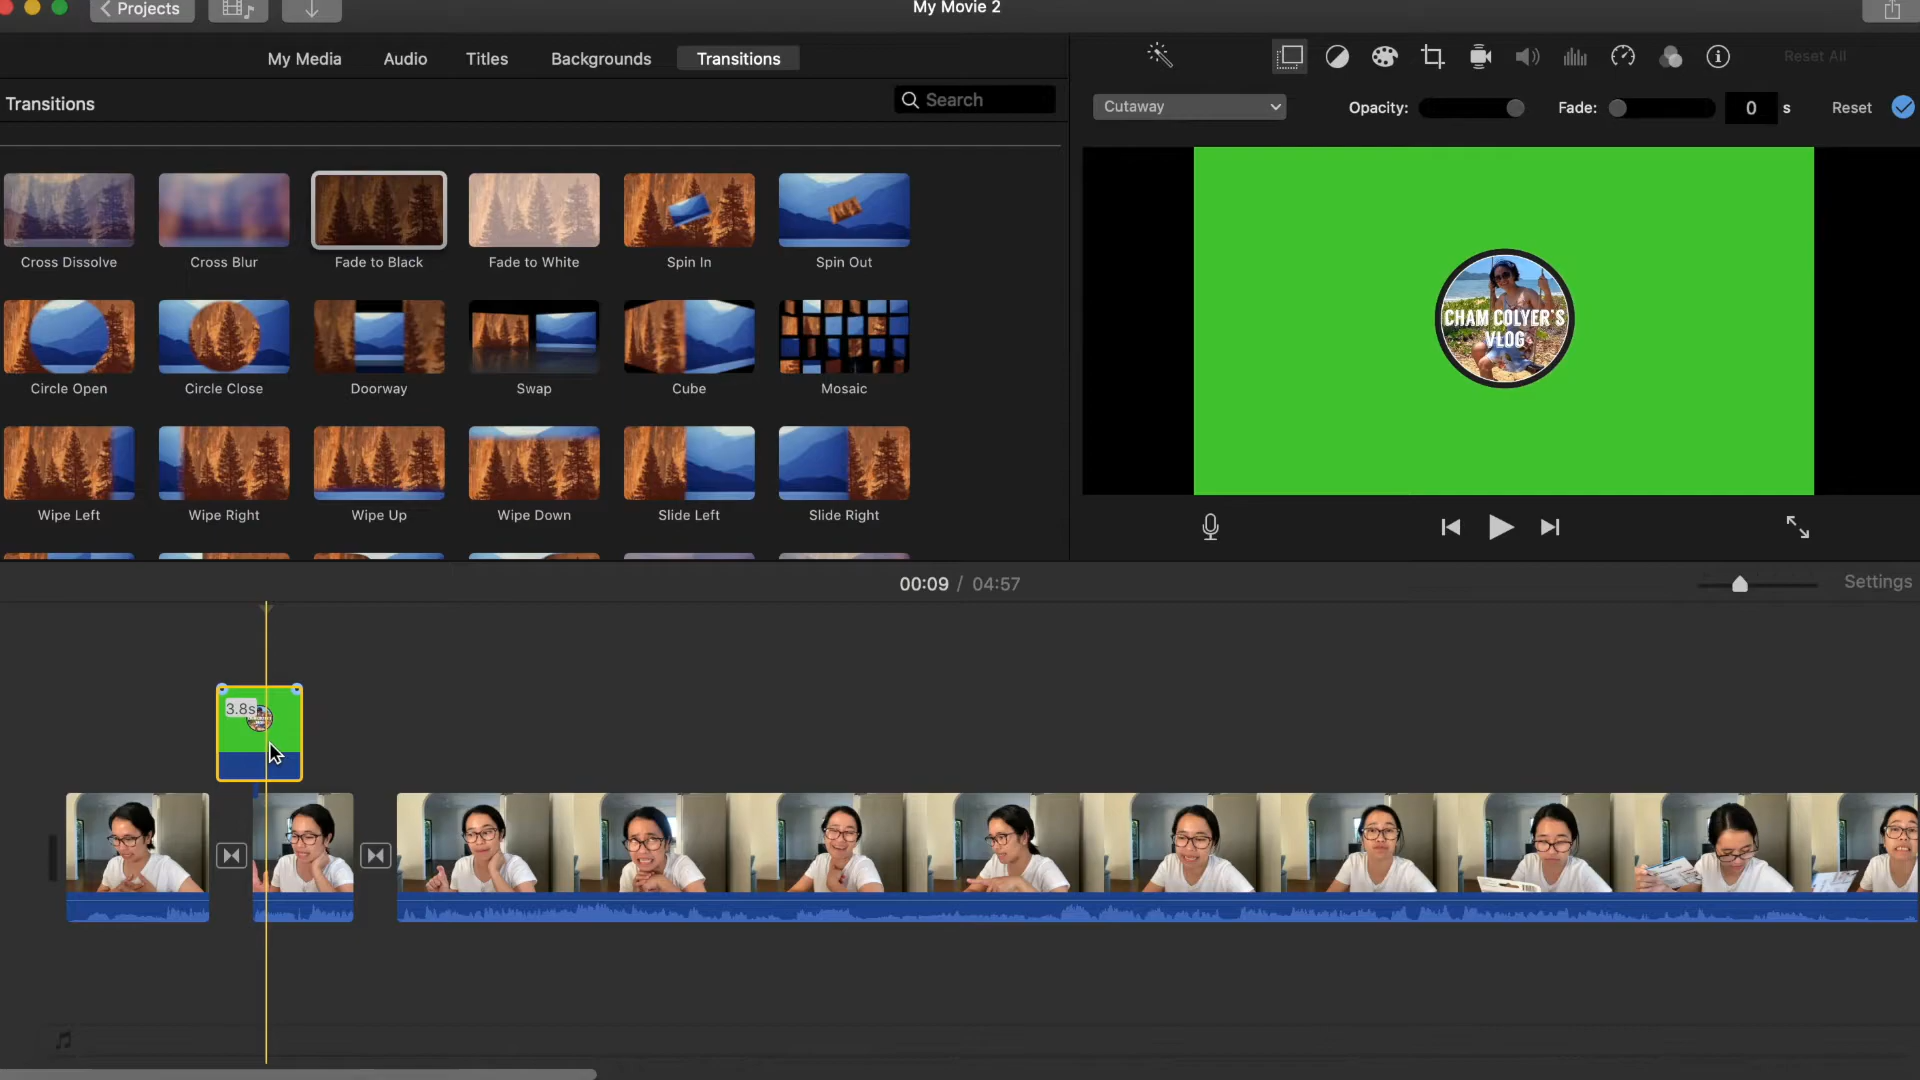 Projects
My Movie 2
My Media
Audio
Titles
Backgrounds
Transitions
Transitions
Search
Cutaway
Opacity:
Fade:
0
s
Reset
Reset All
Cross Dissolve
Cross Blur
Fade to Black
Fade to White
Spin In
Spin Out
Circle Open
Circle Close
Doorway
Swap
Cube
Mosaic
Wipe Left
Wipe Right
Wipe Up
Wipe Down
Slide Left
Slide Right
CHAM COLYER'S
VLOG
00:09 / 04:57
Settings
3.8s